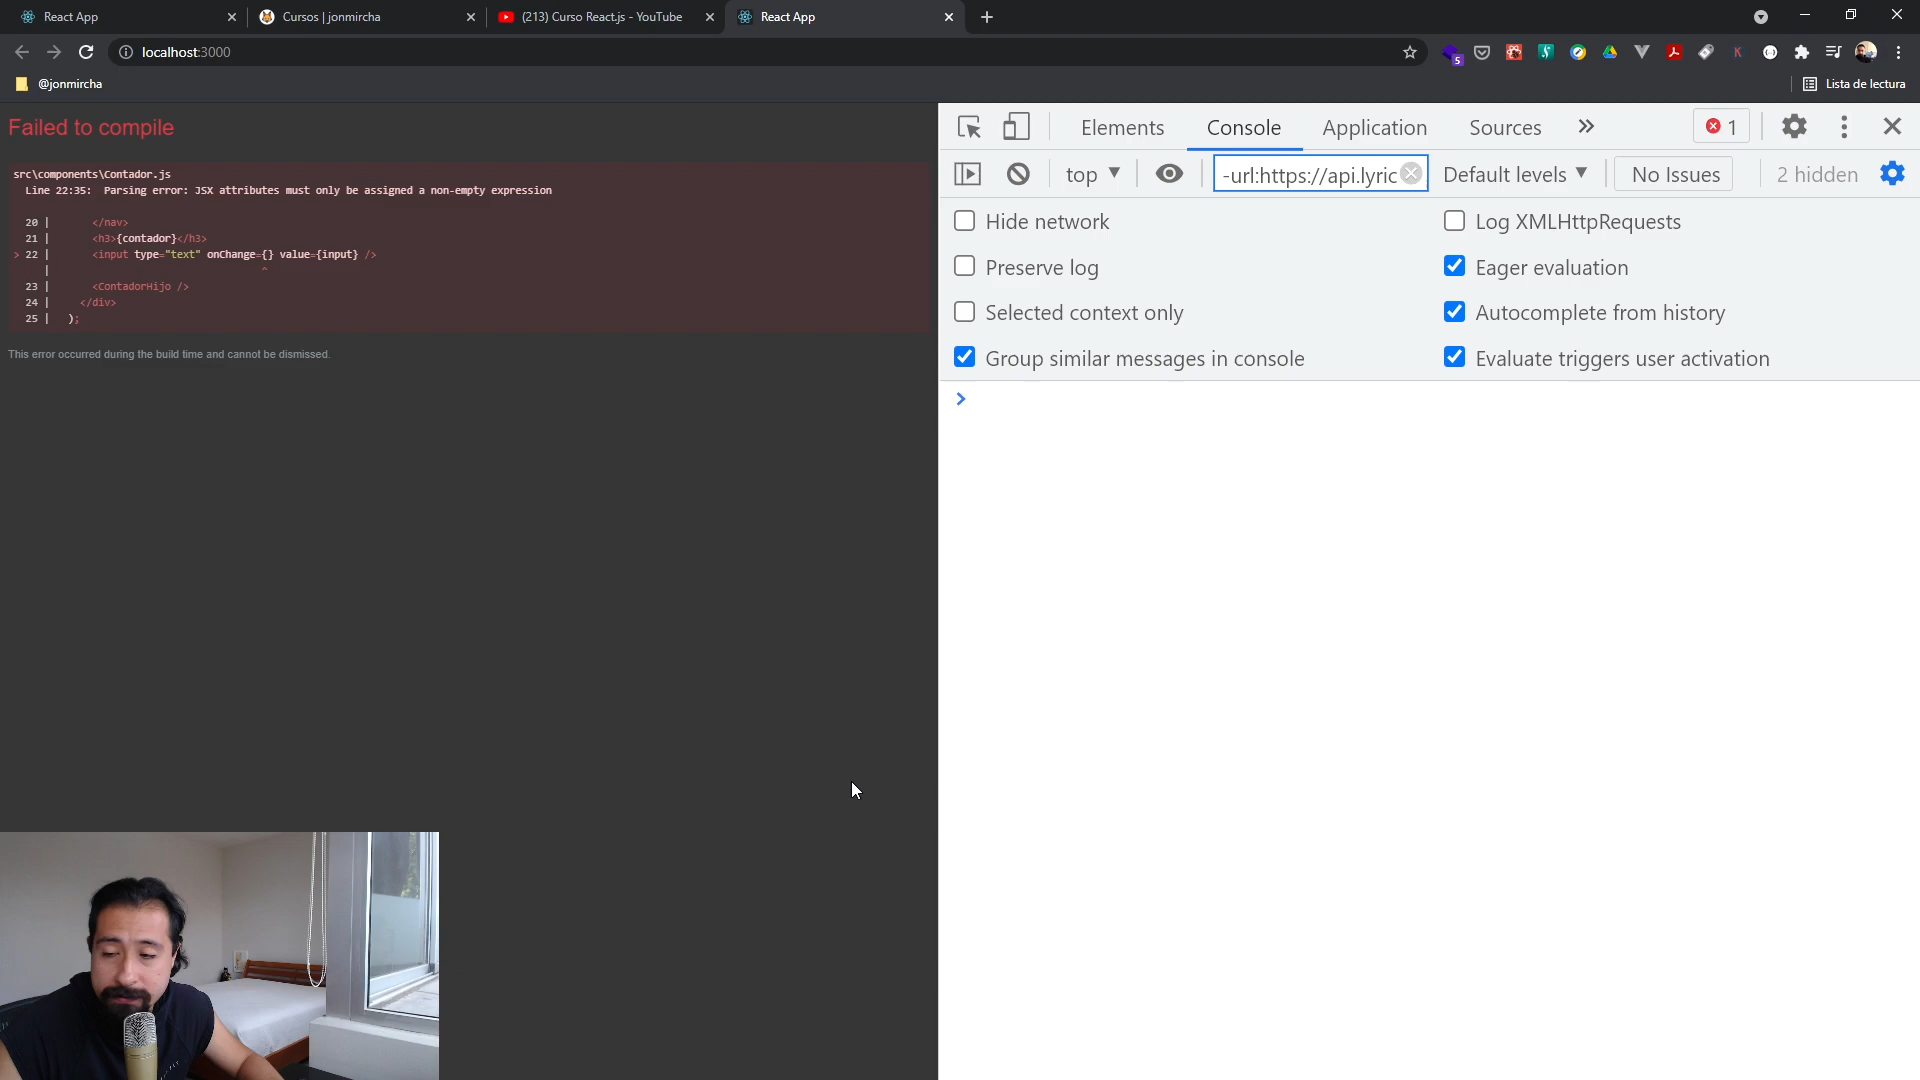 React App
Cursos | jonmircha
(213) Curso React.js - YouTube
React App
localhost:3000
5
K
@jonmircha
Lista de lectura
Failed to compile
src\components\Contador.js
Line 22:35:  Parsing error: JSX attributes must only be assigned a non-empty expression
20 |       </nav>
21 |       <h3>{contador}</h3>
> 22 |       <input type="text" onChange={} value={input} />
|                                   ^
23 |       <ContadorHijo />
24 |     </div>
25 |   );
This error occurred during the build time and cannot be dismissed.
Elements
Console
Application
Sources
1
top
-url:https://api.lyric
Default levels
No Issues
2 hidden
Hide network
Log XMLHttpRequests
Preserve log
Eager evaluation
Selected context only
Autocomplete from history
Group similar messages in console
Evaluate triggers user activation